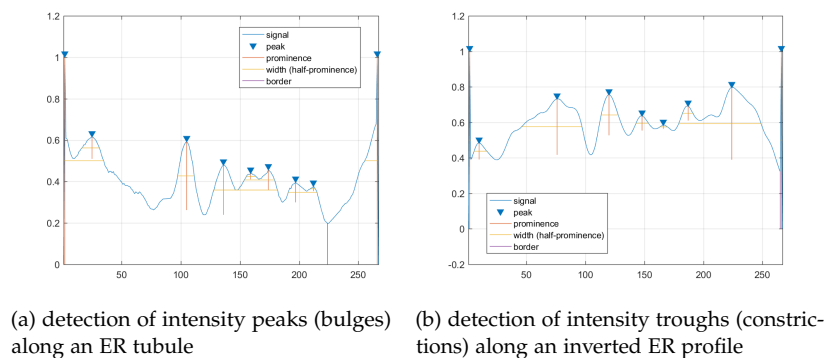 1.2
1
0.8
0.6
0.4
0.2
0
50
100
150
200
250
signal
peak
prominence
width (half-prominence)
border
1.2
1
0.8
0.6
0.4
0.2
0
-0.2
50
100
150
200
250
signal
peak
prominence
width (half-prominence)
border
(a) detection of intensity peaks (bulges)
along an ER tubule
(b) detection of intensity troughs (constric-
tions) along an inverted ER profile